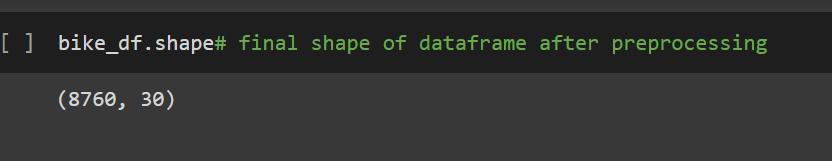 [ ] bike_df.shape# final shape of dataframe after preprocessing
(8760, 30)